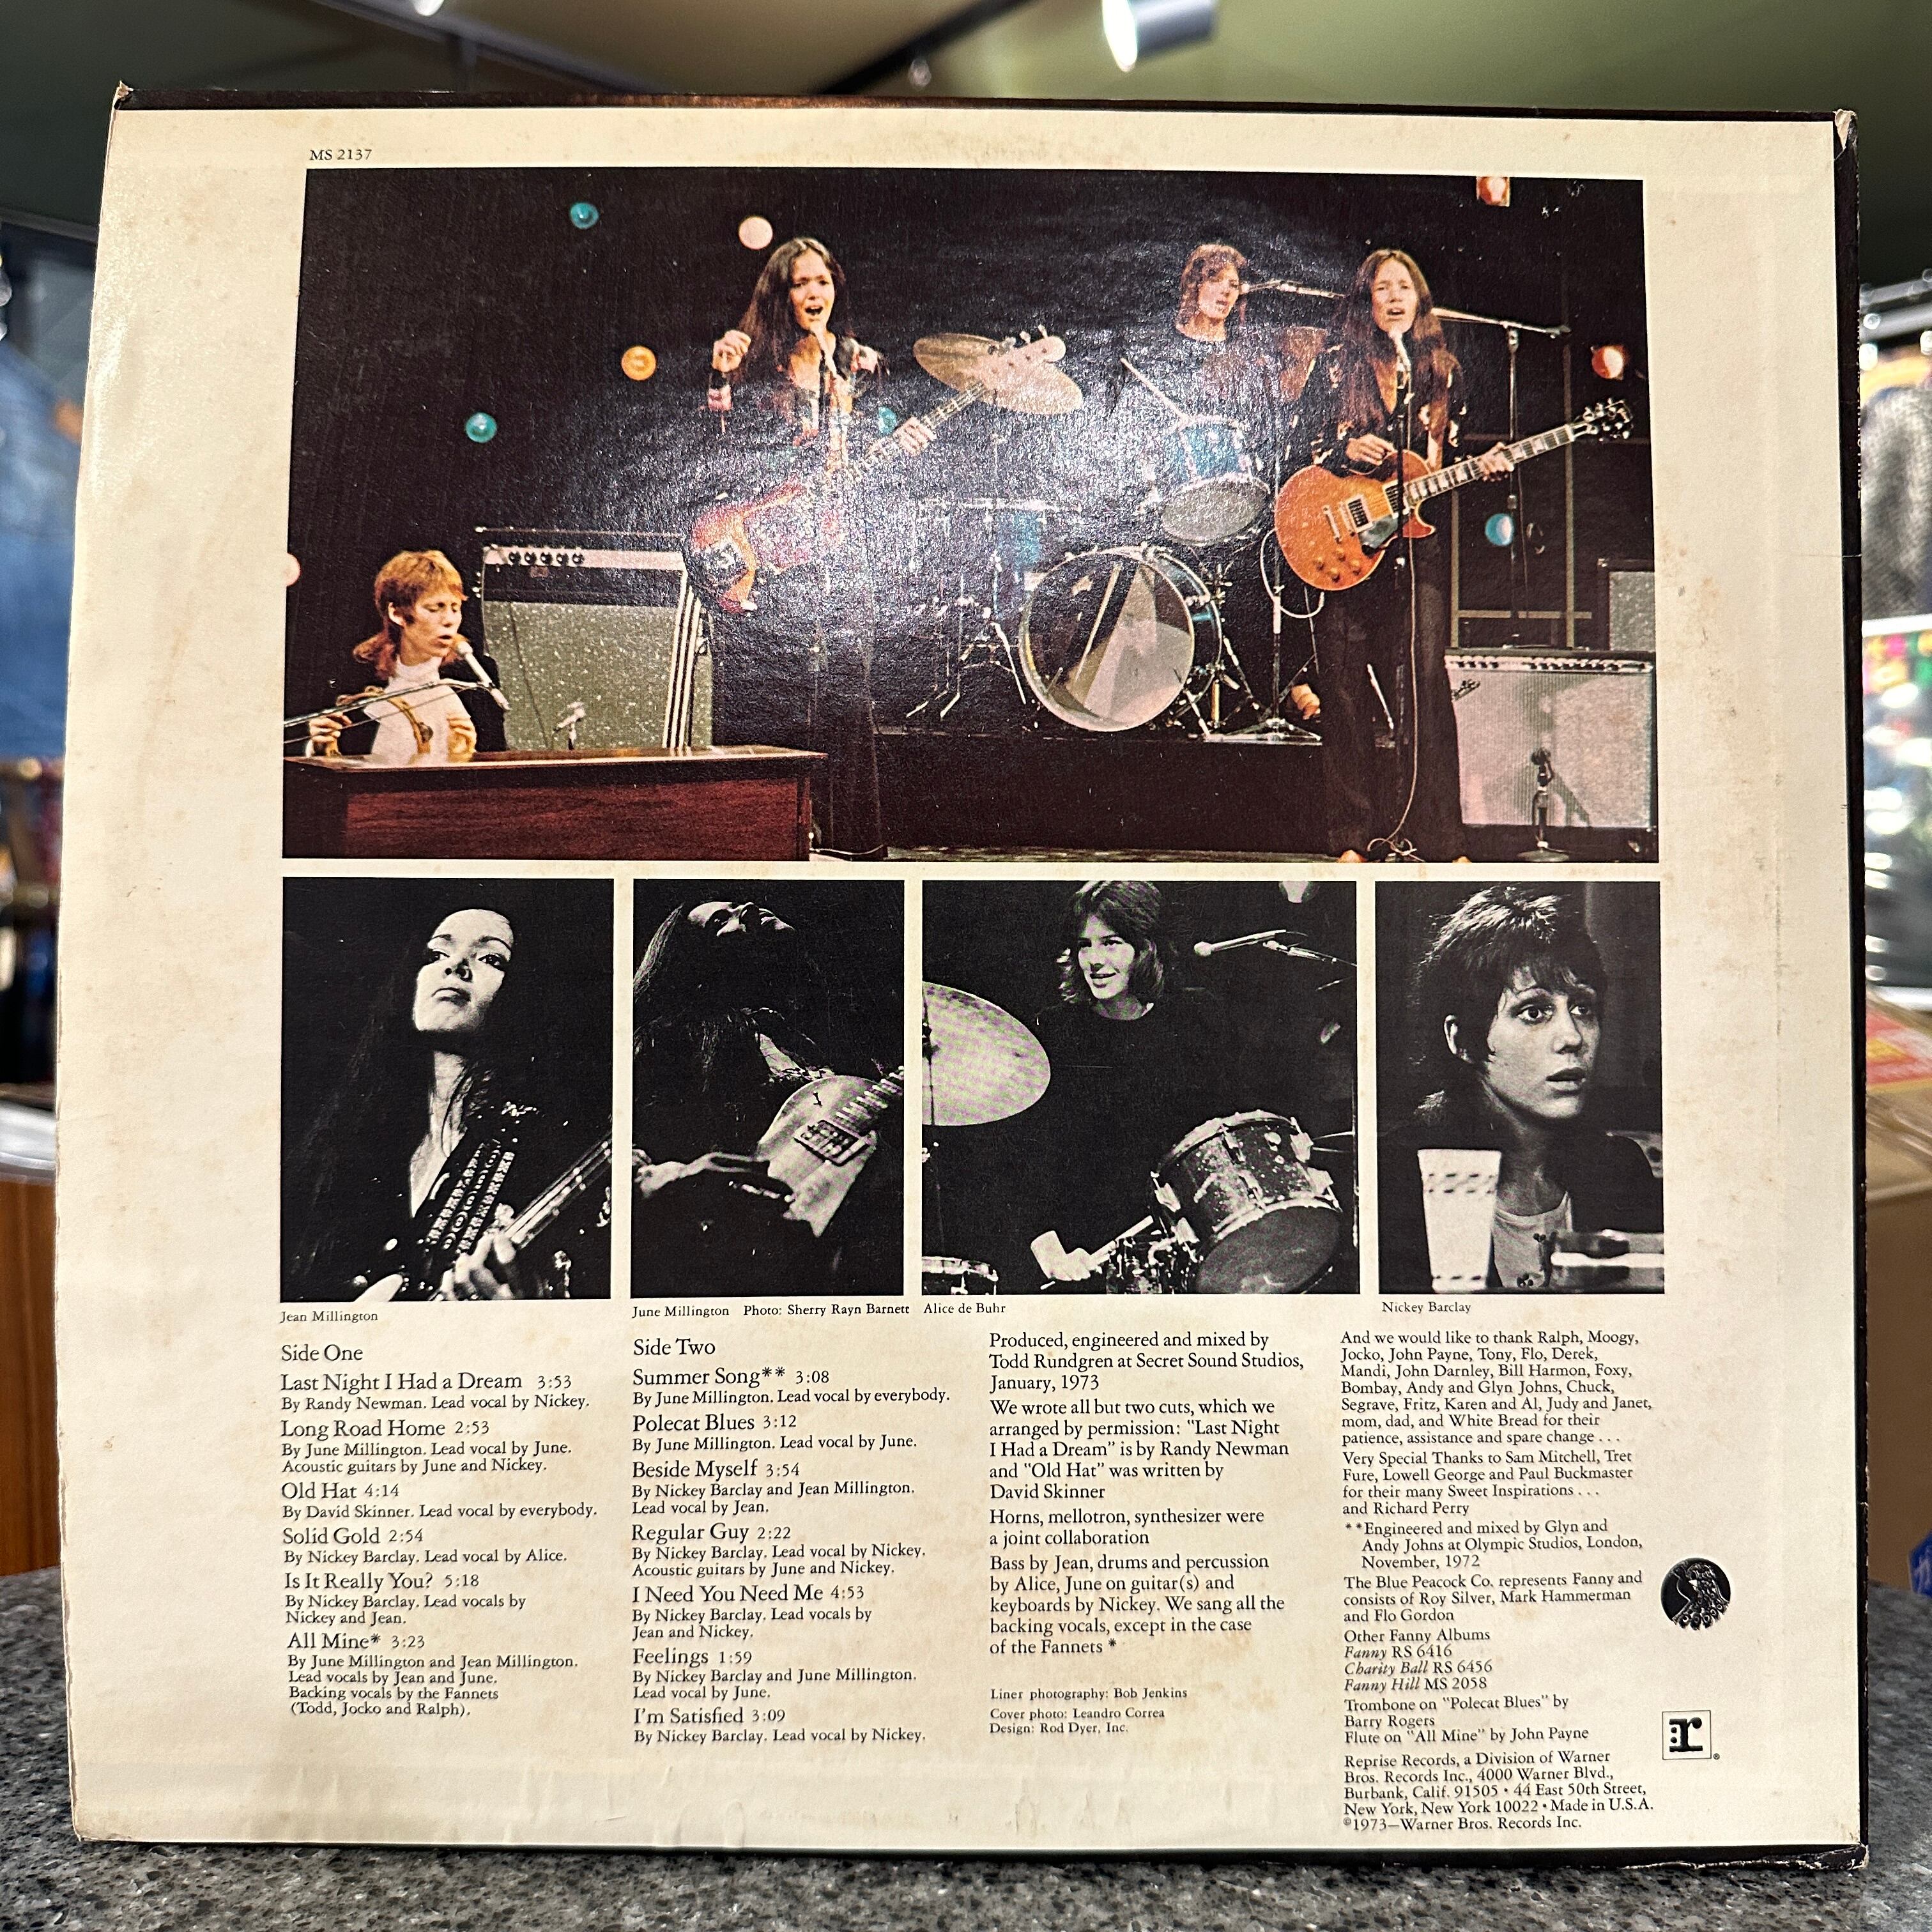 MS 2137
Jean Millington
June Millington Photo: Sherry Rayn Barnett
Alice de Buhr
Nickey Barclay
Side One
Last Night I Had a Dream 3:53
By Randy Newman. Lead vocal by Nickey.
Long Road Home 2:53
By June Millington. Lead vocal by June.
Acoustic guitars by June and Nickey.
Old Hat 4:14
By David Skinner. Lead vocal by everybody.
Solid Gold 2:54
By Nickey Barclay. Lead vocal by Alice.
Is It Really You? 5:18
By Nickey Barclay. Lead vocals by
Nickey and Jean.
All Mine* 3:23
By June Millington and Jean Millington.
Lead vocals by Jean and June.
Backing vocals by the Fannets
(Todd, Jocko and Ralph).
Side Two
Summer Song** 3:08
By June Millington. Lead vocal by everybody.
Polecat Blues 3:12
By June Millington. Lead vocal by June.
Beside Myself 3:54
By Nickey Barclay and Jean Millington.
Lead vocal by Jean.
Regular Guy 2:22
By Nickey Barclay. Lead vocal by Nickey.
Acoustic guitars by June and Nickey.
I Need You Need Me 4:53
By Nickey Barclay. Lead vocals by
Jean and Nickey.
Feelings 1:59
By Nickey Barclay and June Millington.
Lead vocal by June.
I'm Satisfied 3:09
By Nickey Barclay. Lead vocal by Nickey.
Produced, engineered and mixed by
Todd Rundgren at Secret Sound Studios,
January, 1973
We wrote all but two cuts, which we
arranged by permission: "Last Night
I Had a Dream" is by Randy Newman
and "Old Hat" was written by
David Skinner
Horns, mellotron, synthesizer were
a joint collaboration
Bass by Jean, drums and percussion
by Alice, June on guitar(s) and
keyboards by Nickey. We sang all the
backing vocals, except in the case
of the Fannets *
Liner photography: Bob Jenkins
Cover photo: Leandro Correa
Design: Rod Dyer, Inc.
And we would like to thank Ralph, Moogy,
Jocko, John Payne, Tony, Flo, Derek,
Mandi, John Darnley, Bill Harmon, Foxy,
Bombay, Andy and Glyn Johns, Chuck,
Segrave, Fritz, Karen and Al, Judy and Janet,
mom, dad, and White Bread for their
patience, assistance and spare change . . .
Very Special Thanks to Sam Mitchell, Tret
Fure, Lowell George and Paul Buckmaster
for their many Sweet Inspirations . . .
and Richard Perry
**Engineered and mixed by Glyn and
Andy Johns at Olympic Studios, London,
November, 1972
The Blue Peacock Co. represents Fanny and
consists of Roy Silver, Mark Hammerman
and Flo Gordon
Other Fanny Albums
Fanny RS 6416
Charity Ball RS 6456
Fanny Hill MS 2058
Trombone on "Polecat Blues" by
Barry Rogers
Flute on "All Mine" by John Payne
Reprise Records, a Division of Warner
Bros. Records Inc., 4000 Warner Blvd.,
Burbank, Calif. 91505 • 44 East 50th Street,
New York, New York 10022 • Made in U.S.A.
©1973—Warner Bros. Records Inc.
:r
®